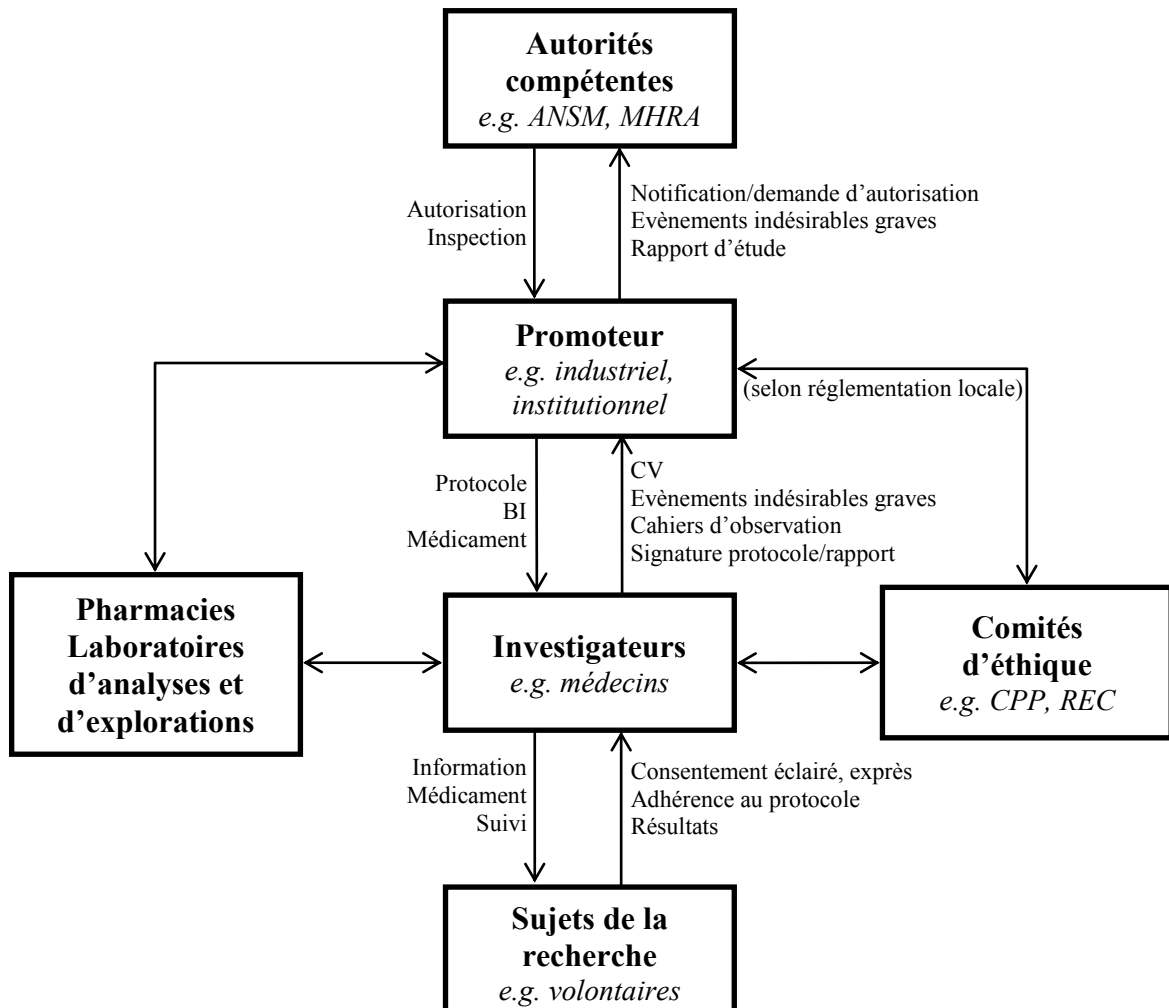 Autorités
compétentes
e.g. ANSM, MHRA
Autorisation
Inspection
Notification/demande d’autorisation
Evènements indésirables graves
Rapport d’étude
Promoteur
e.g. industriel,
institutionnel
(selon réglementation locale)
Protocole
BI
Médicament
CV
Evènements indésirables graves
Cahiers d’observation
Signature protocole/rapport
Pharmacies
Laboratoires
d’analyses et
d’explorations
Investigateurs
e.g. médecins
Comités
d’éthique
e.g. CPP, REC
Information
Médicament
Suivi
Consentement éclairé, exprès
Adhérence au protocole
Résultats
Sujets de la
recherche
e.g. volontaires